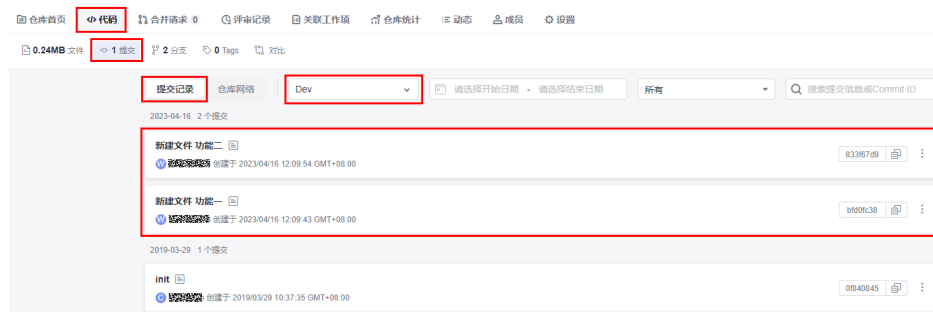 仓库首页 代码 合并请求 0 评审记录 关联工作项 仓库统计 动态 成员 设置
0.24MB 文件 1 提交 2 分支 0 Tags 对比
提交记录 仓库网络 Dev 请选择开始日期 - 请选择结束日期 所有 搜索提交信息或Commit ID
2023-04-16 2 个提交
新建文件 功能二
833f67d9
W 创建于 2023/04/16 12:09:54 GMT+08:00
新建文件 功能一
bfd0fc38
W 创建于 2023/04/16 12:09:43 GMT+08:00
2019-03-29 1 个提交
init
0f840845
C 创建于 2019/03/29 10:37:35 GMT+08:00